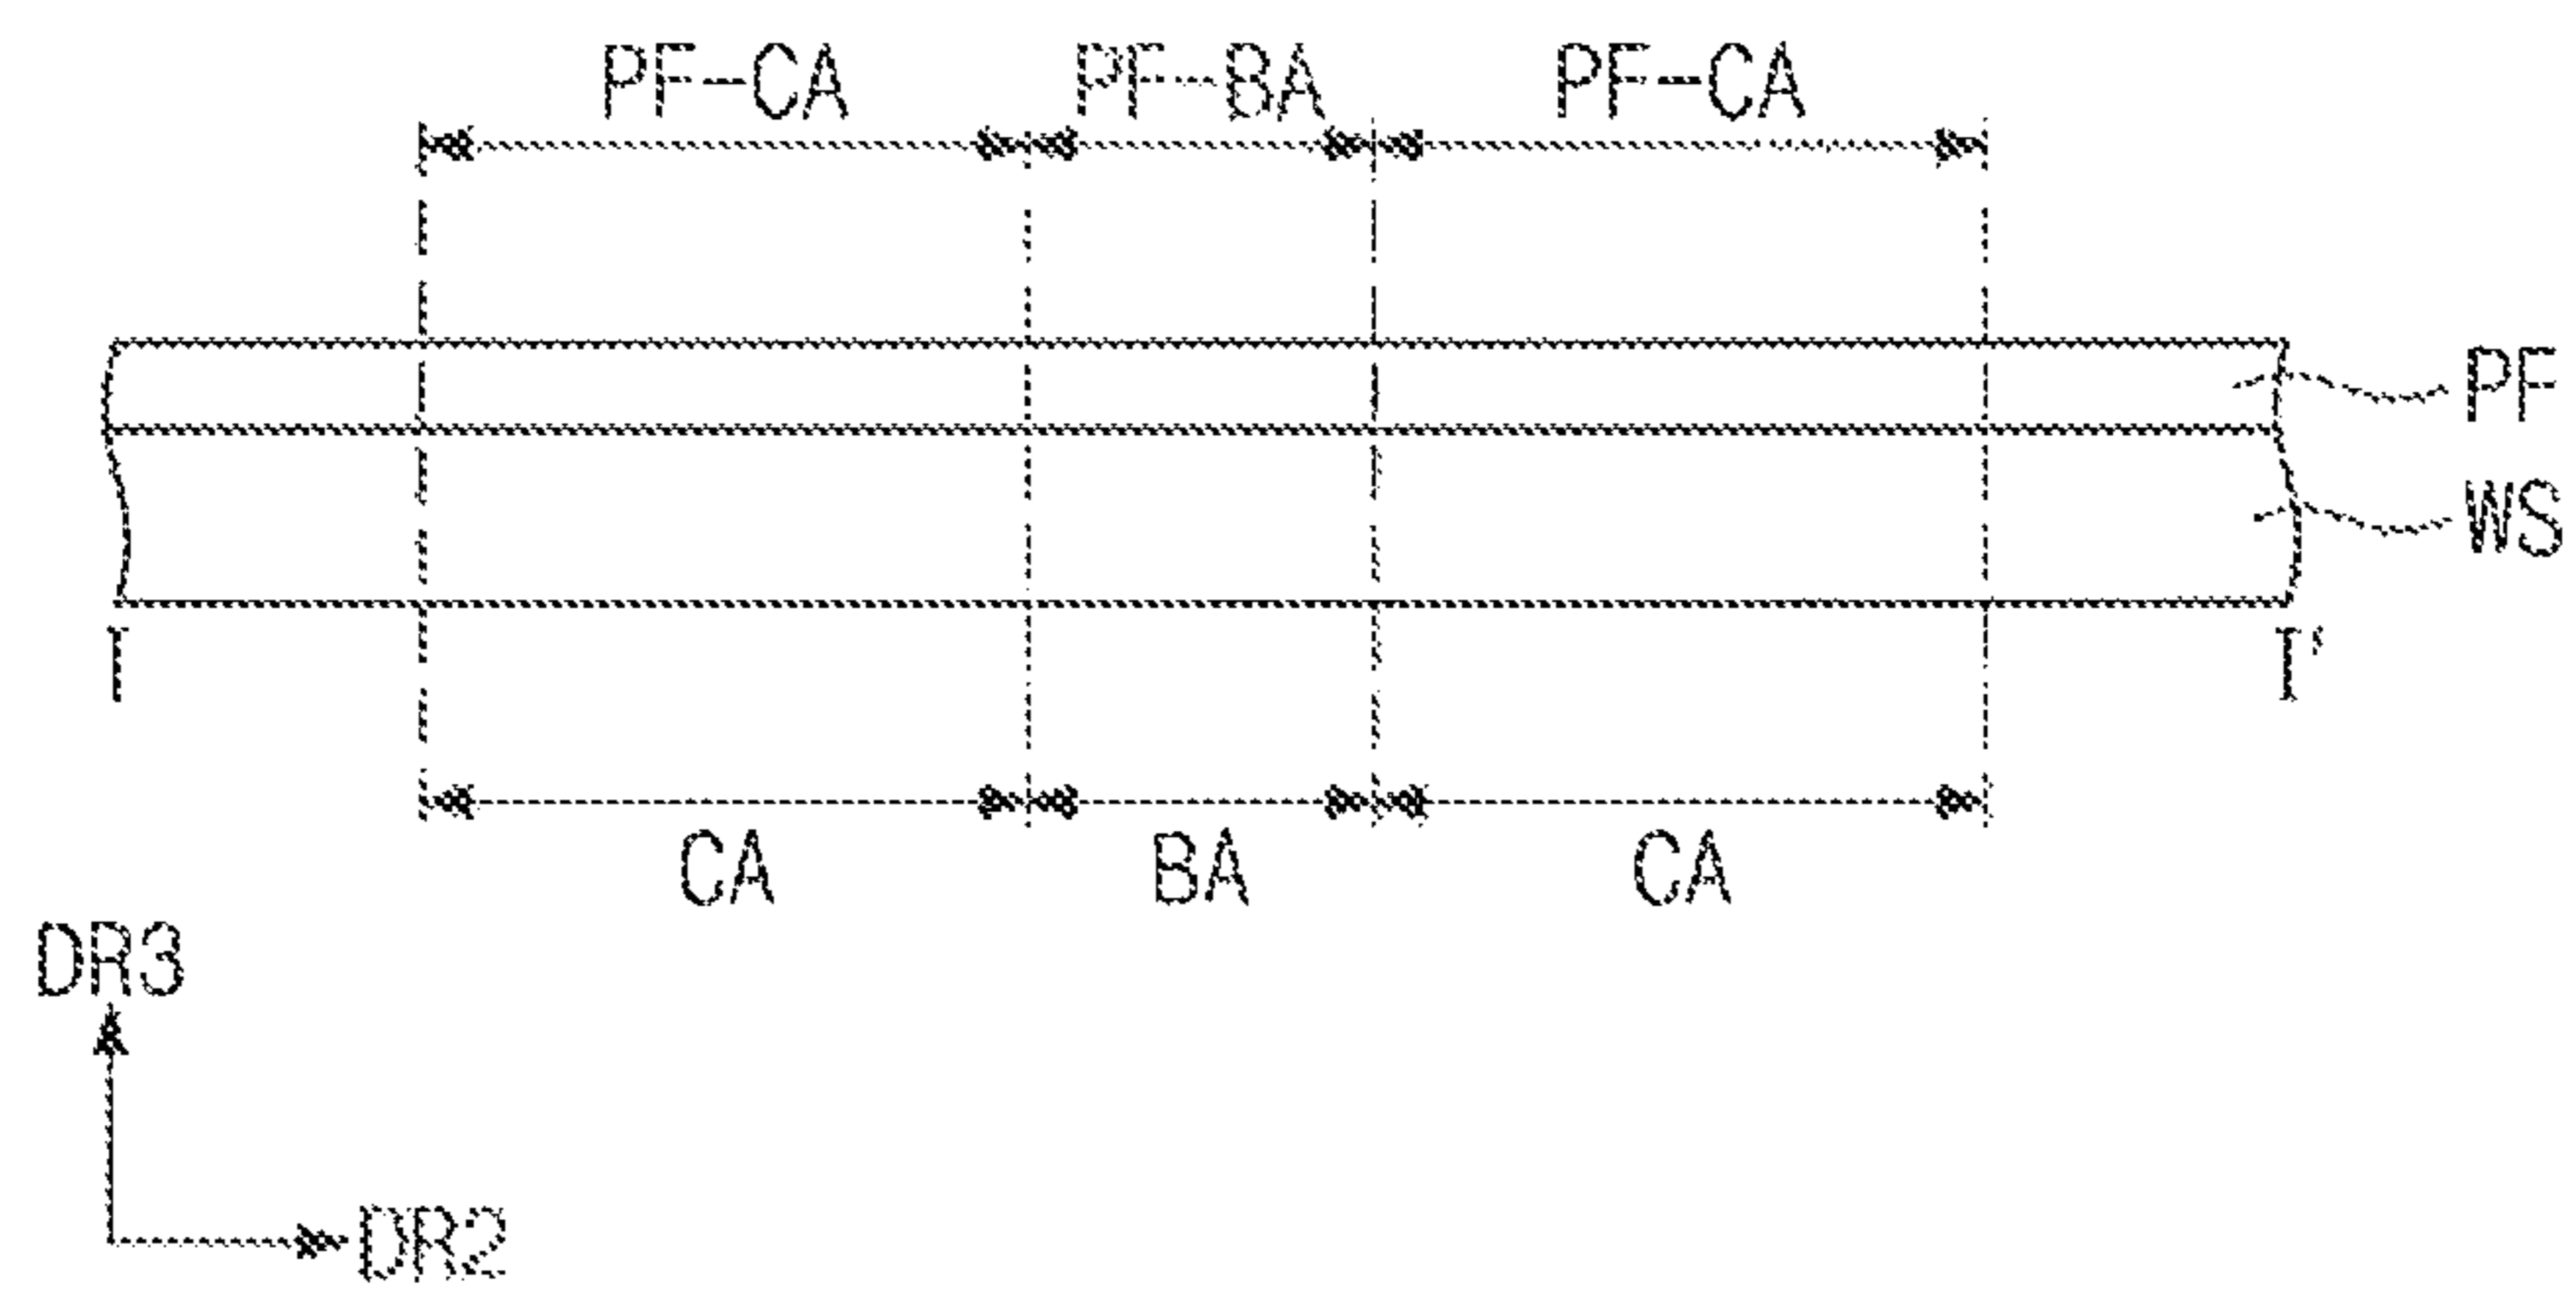 PF-CA PF-BA PF-CA
PF
WS
I I'
CA BA CA
DR3
DR2